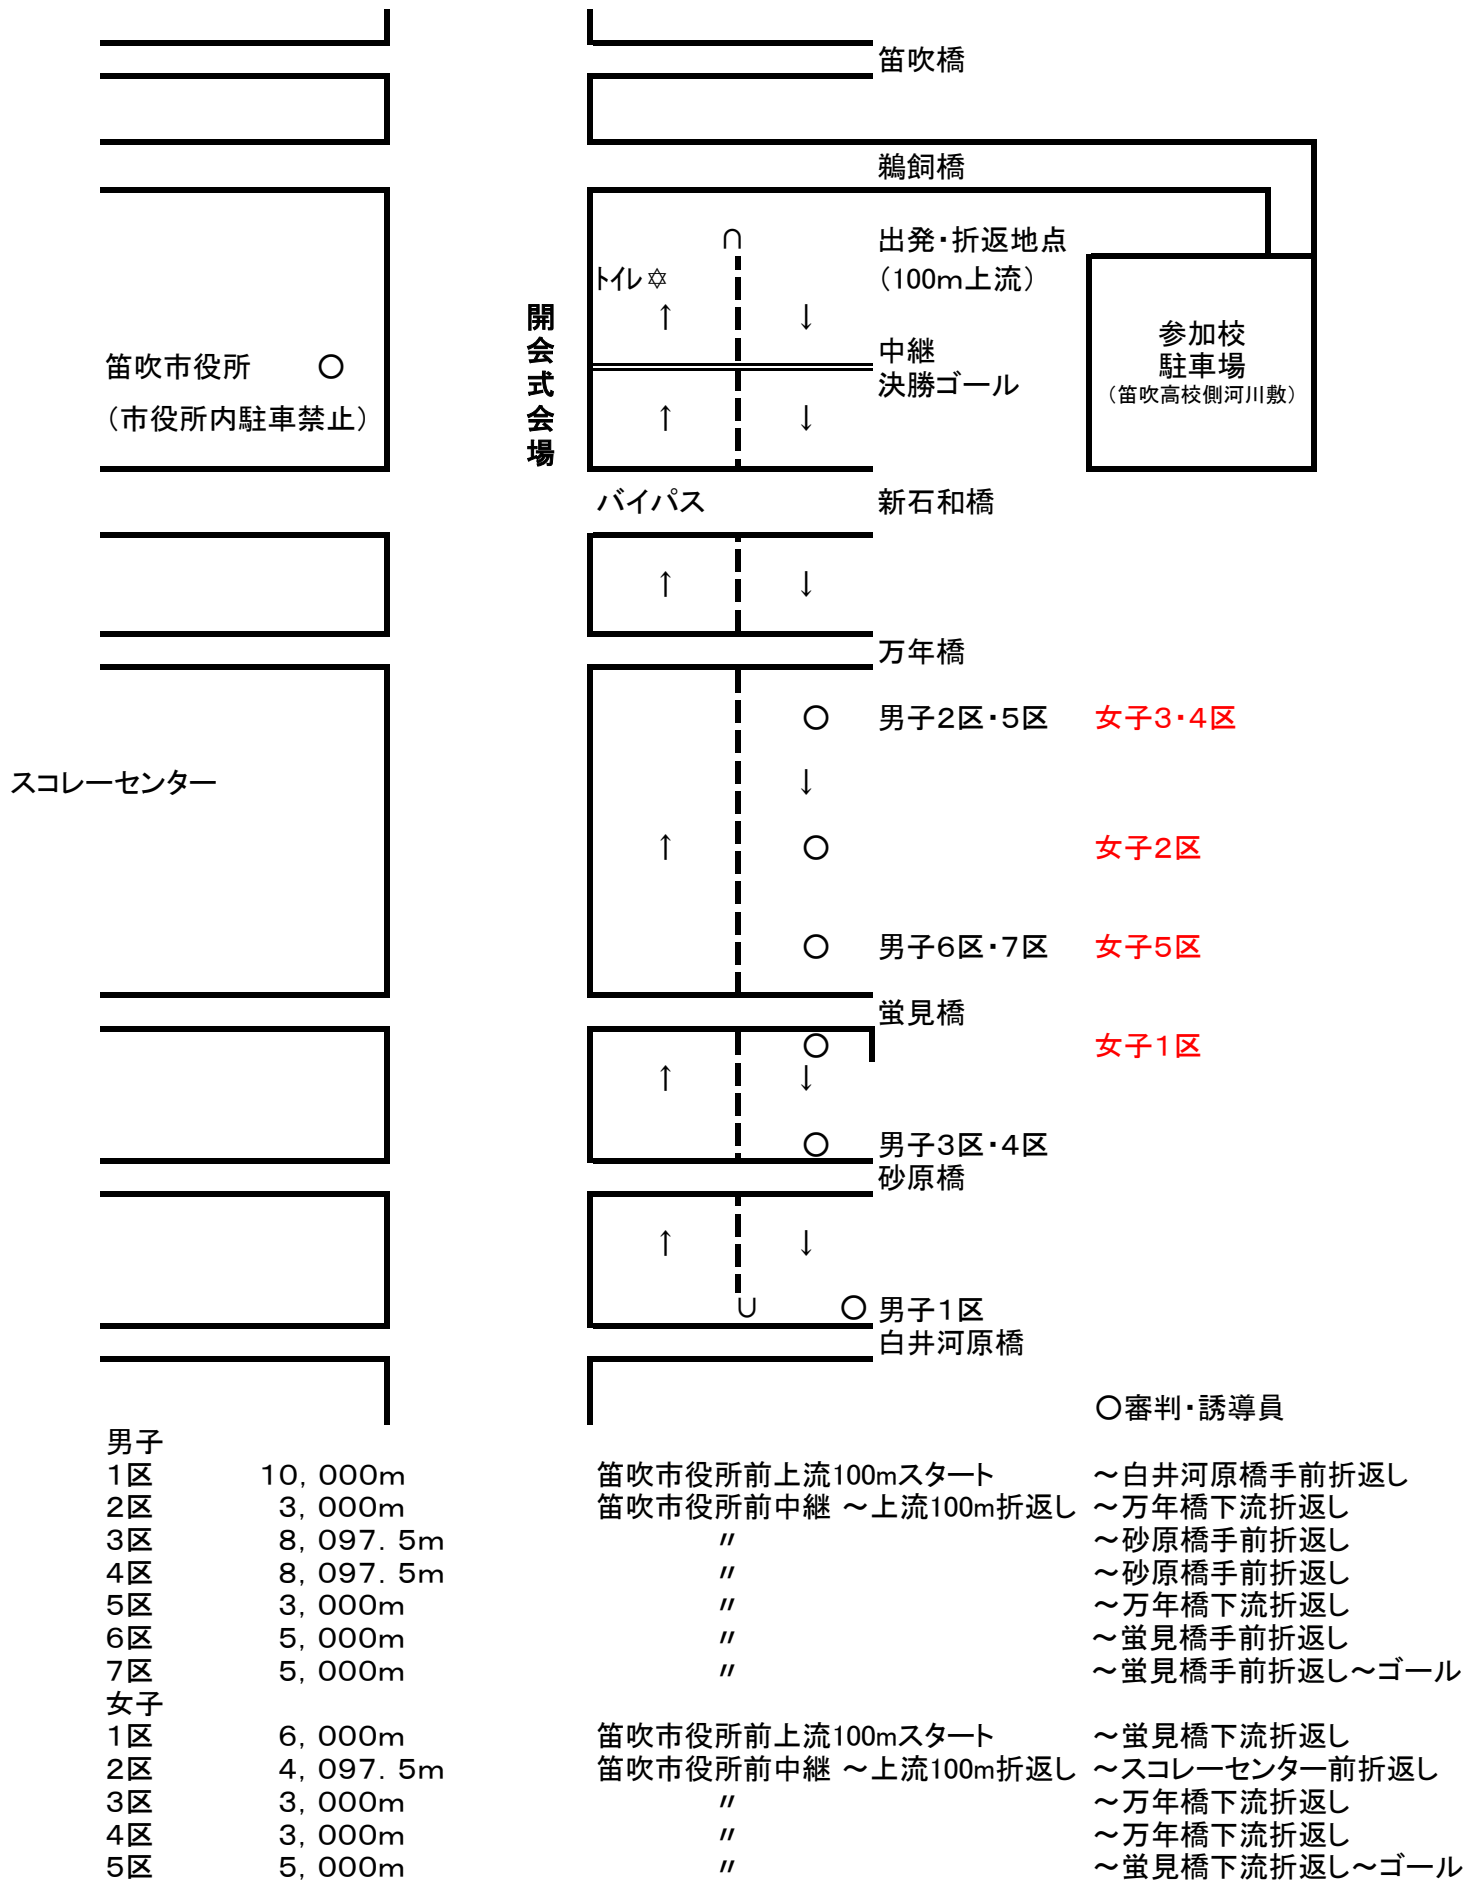 笛吹橋
鵜飼橋
∩
出発・折返地点
トイレ✡
（100ｍ上流）
↑ ↓
開会式会場
参加校
駐車場
（笛吹高校側河川敷）
中継
決勝ゴール
笛吹市役所 ○
（市役所内駐車禁止）
↑ ↓
バイパス 新石和橋
↑ ↓
万年橋
○ 男子２区・５区 女子３・４区
スコレーセンター ↓
↑ ○ 女子２区
○ 男子６区・７区 女子５区
蛍見橋
○ 女子１区
↑ ↓
○ 男子３区・４区
砂原橋
↑ ↓
∪ ○ 男子１区
白井河原橋
○審判・誘導員
男子
１区 １０，０００ｍ 笛吹市役所前上流100mスタート ～白井河原橋手前折返し
２区 ３，０００ｍ 笛吹市役所前中継 ～上流100m折返し ～万年橋下流折返し
３区 ８，０９７．５ｍ 〃 ～砂原橋手前折返し
４区 ８，０９７．５ｍ 〃 ～砂原橋手前折返し
５区 ３，０００ｍ 〃 ～万年橋下流折返し
６区 ５，０００ｍ 〃 ～蛍見橋手前折返し
７区 ５，０００ｍ 〃 ～蛍見橋手前折返し～ゴール
女子
１区 ６，０００ｍ 笛吹市役所前上流100mスタート ～蛍見橋下流折返し
２区 ４，０９７．５ｍ 笛吹市役所前中継 ～上流100m折返し ～スコレーセンター前折返し
３区 ３，０００ｍ 〃 ～万年橋下流折返し
４区 ３，０００ｍ 〃 ～万年橋下流折返し
５区 ５，０００ｍ 〃 ～蛍見橋下流折返し～ゴール